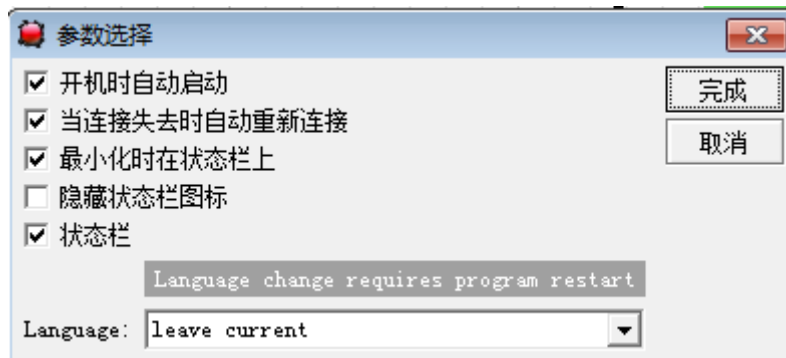 参数选择
开机时自动启动
完成
当连接失去时自动重新连接
取消
最小化时在状态栏上
隐藏状态栏图标
状态栏
Language change requires program restart
Language: leave current